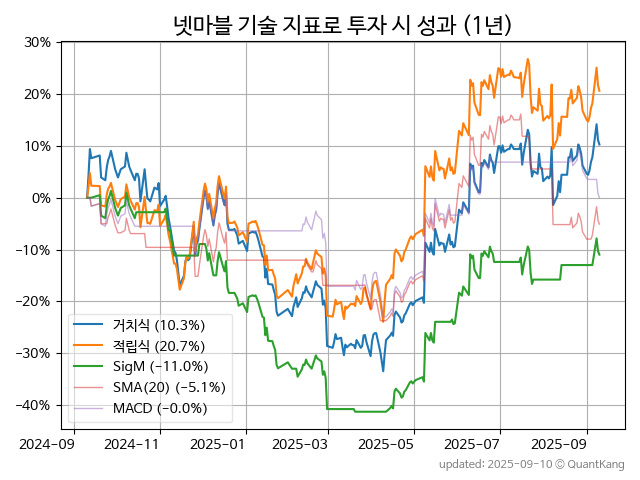 넷마블 기술 지표로 투자 시 성과 (1년)
30%
20%
10%
0%
−10%
−20%
−30%
−40%
거치식 (10.3%)
적립식 (20.7%)
SigM (−11.0%)
SMA(20) (−5.1%)
MACD (−0.0%)
2024-09 2024-11 2025-01 2025-03 2025-05 2025-07 2025-09
updated: 2025-09-10 © QuantKang